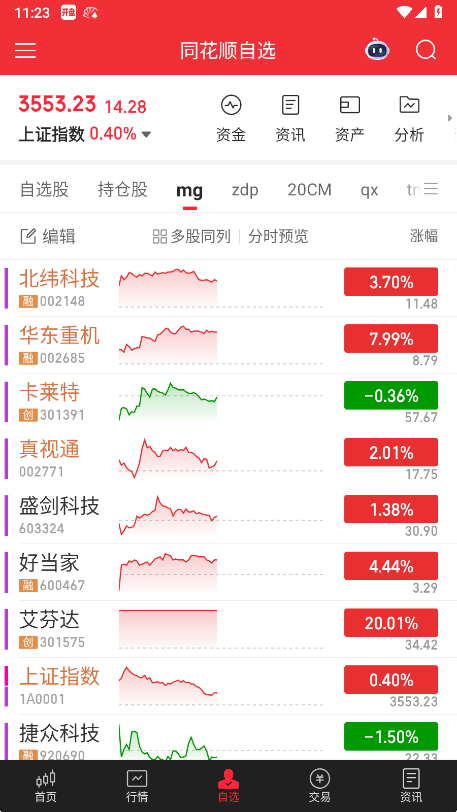 11:23 开盘
同花顺自选
3553.23 14.28
上证指数 0.40%
资金 资讯 资产 分析
自选股 持仓股 mg zdp 20CM qx
编辑 多股同列 分时预览 涨幅
北纬科技 3.70%
融 002148 11.48
华东重机 7.99%
融 002685 8.79
卡莱特 -0.36%
创 301391 57.67
真视通 2.01%
002771 17.75
盛剑科技 1.38%
603324 30.90
好当家 4.44%
融 600467 3.29
艾芬达 20.01%
创 301575 34.42
上证指数 0.40%
1A0001 3553.23
捷众科技 -1.50%
融 920690 22.33
首页 行情 自选 交易 资讯